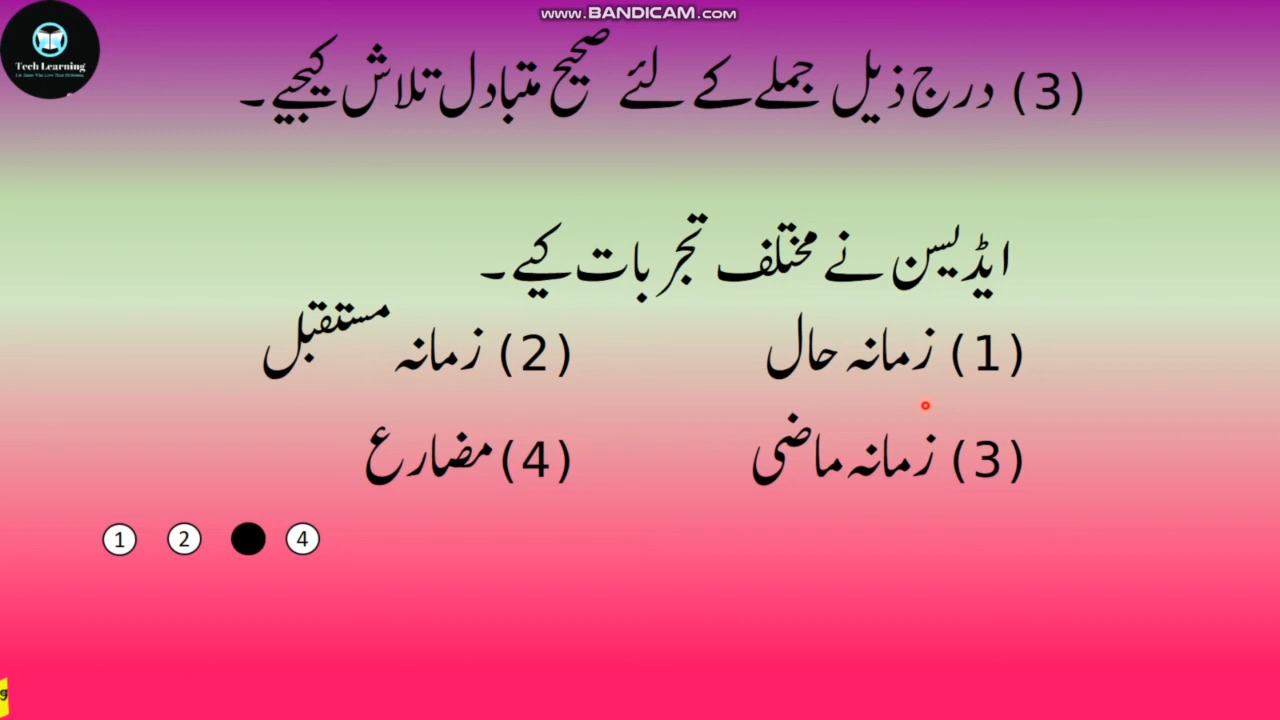 www.BANDICAM.com
Tech Learning
(3) درج ذیل جملے کے لئے صحیح متبادل تلاش کیجیے۔
ایڈیسن نے مختلف تجربات کیے۔
(1) زمانہ حال (2) زمانہ مستقبل
(3) زمانہ ماضی (4) مضارع
1 2 4